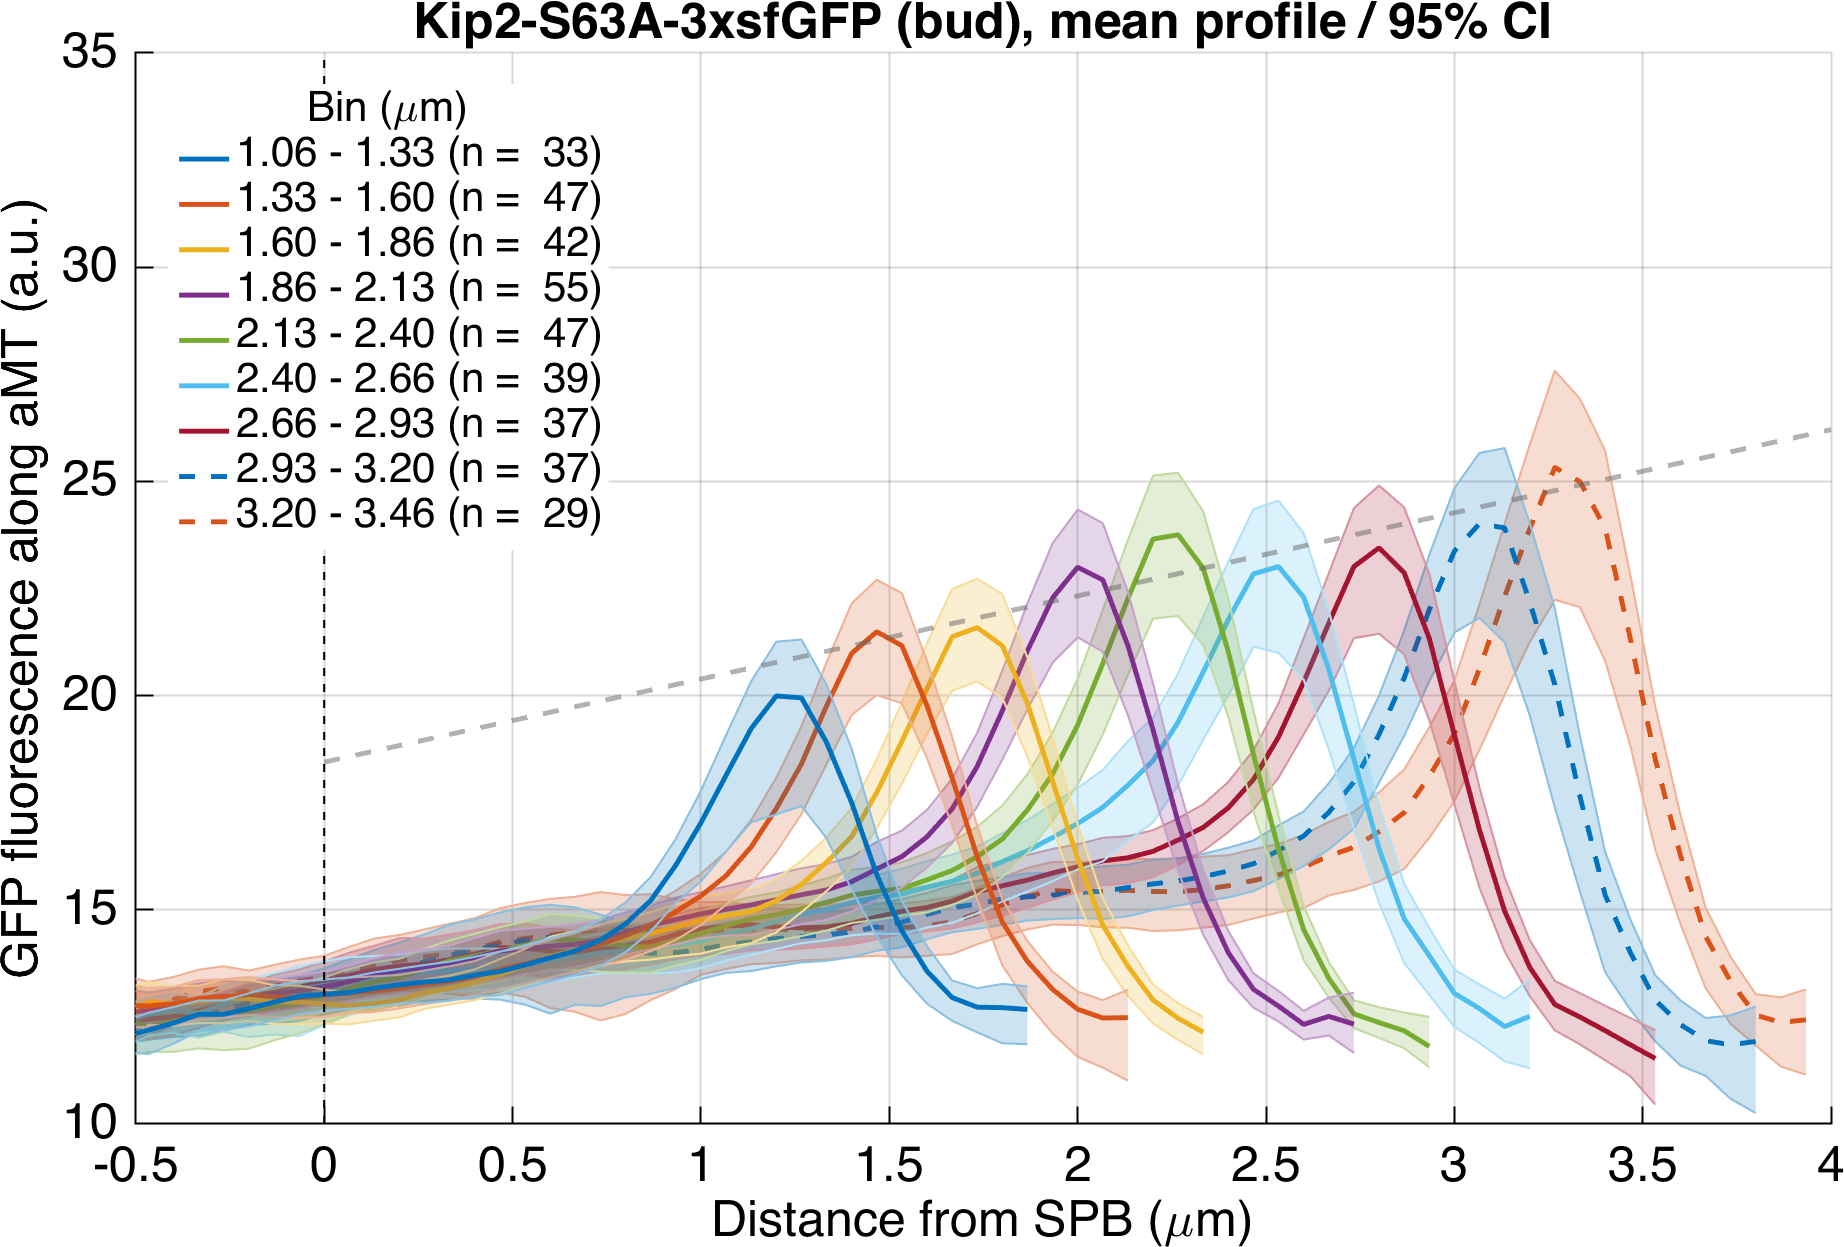 Kip2-S63A-3xsfGFP (bud), mean profile / 95% CI
GFP fluorescence along aMT (a.u.)
35
30
25
20
15
10
Bin (μm)
1.06 - 1.33 (n = 33)
1.33 - 1.60 (n = 47)
1.60 - 1.86 (n = 42)
1.86 - 2.13 (n = 55)
2.13 - 2.40 (n = 47)
2.40 - 2.66 (n = 39)
2.66 - 2.93 (n = 37)
2.93 - 3.20 (n = 37)
3.20 - 3.46 (n = 29)
-0.5 0 0.5 1 1.5 2 2.5 3 3.5 4
Distance from SPB (μm)